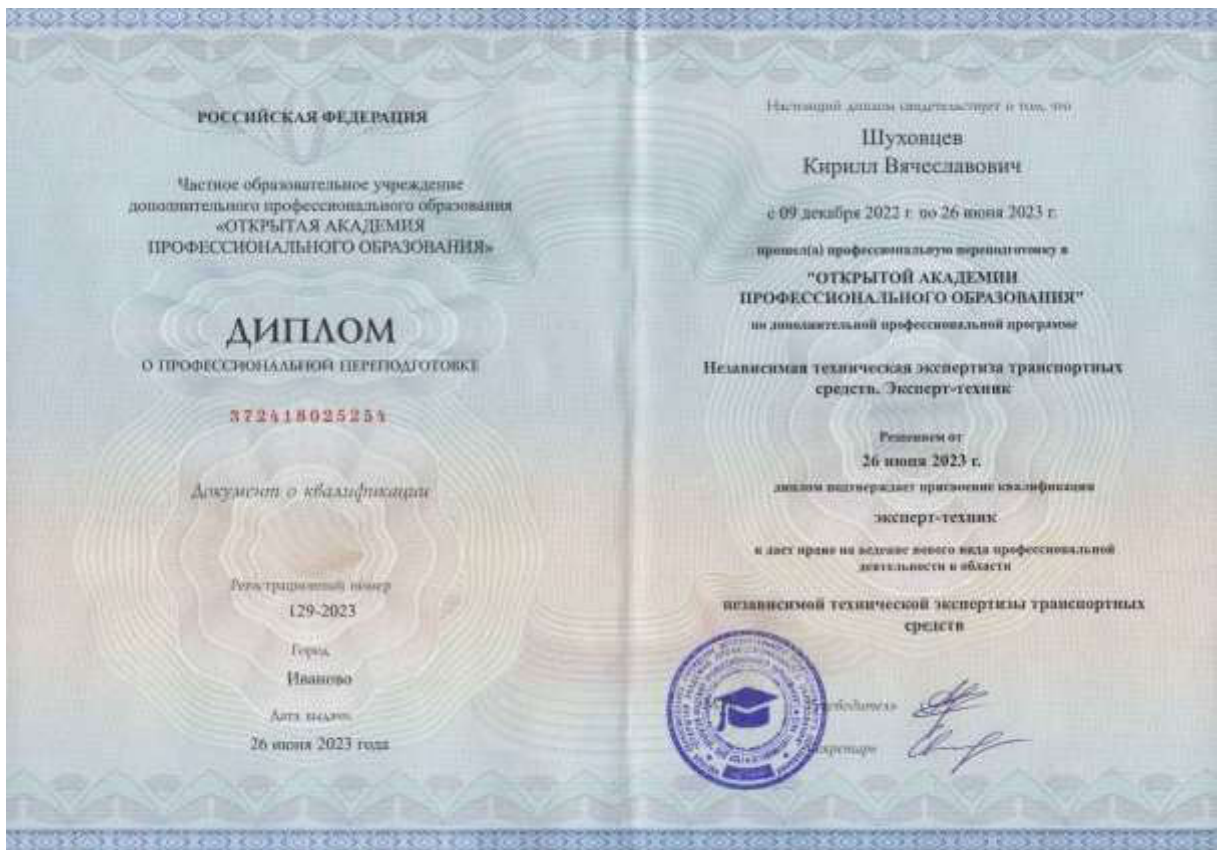 РОССИЙСКАЯ ФЕДЕРАЦИЯ
Частное образовательное учреждение
дополнительного профессионального образования
«ОТКРЫТАЯ АКАДЕМИЯ
ПРОФЕССИОНАЛЬНОГО ОБРАЗОВАНИЯ»
ДИПЛОМ
О ПРОФЕССИОНАЛЬНОЙ ПЕРЕПОДГОТОВКЕ
372418025254
Документ о квалификации
Регистрационный номер
129-2023
Город
Иваново
Дата выдачи
26 июня 2023 года
Настоящий диплом свидетельствует о том, что
Шуховцев
Кирилл Вячеславович
с 09 декабря 2022 г. по 26 июня 2023 г.
прошел(а) профессиональную переподготовку в
"ОТКРЫТОЙ АКАДЕМИИ
ПРОФЕССИОНАЛЬНОГО ОБРАЗОВАНИЯ"
по дополнительной профессиональной программе
Независимая техническая экспертиза транспортных
средств. Эксперт-техник
Решением от
26 июня 2023 г.
диплом подтверждает присвоение квалификации
эксперт-техник
и дает право на ведение нового вида профессиональной
деятельности в области
независимой технической экспертизы транспортных
средств
Руководитель
Секретарь